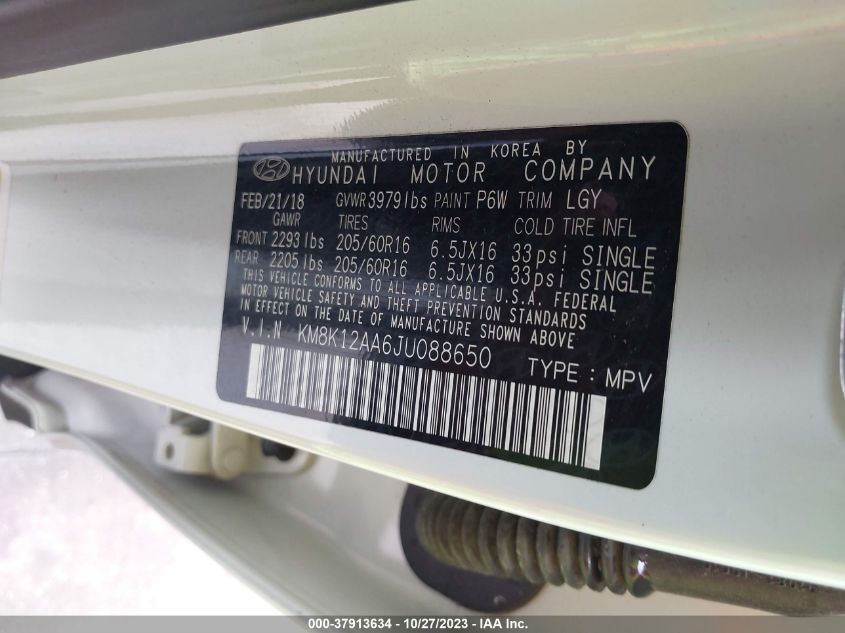 MANUFACTURED IN KOREA BY
HYUNDAI MOTOR COMPANY
FEB/21/18 GVWR 3979lbs PAINT P6W TRIM LGY
GAWR TIRES RIMS COLD TIRE INFL
FRONT 2293lbs 205/60R16 6.5JX16 33psi SINGLE
REAR 2205lbs 205/60R16 6.5JX16 33psi SINGLE
THIS VEHICLE CONFORMS TO ALL APPLICABLE U.S.A. FEDERAL
MOTOR VEHICLE SAFETY AND THEFT PREVENTION STANDARDS
IN EFFECT ON THE DATE OF MANUFACTURE SHOWN ABOVE
V.I.N KM8K12AA6JU088650
TYPE : MPV
000-37913634 - 10/27/2023 - IAA Inc.